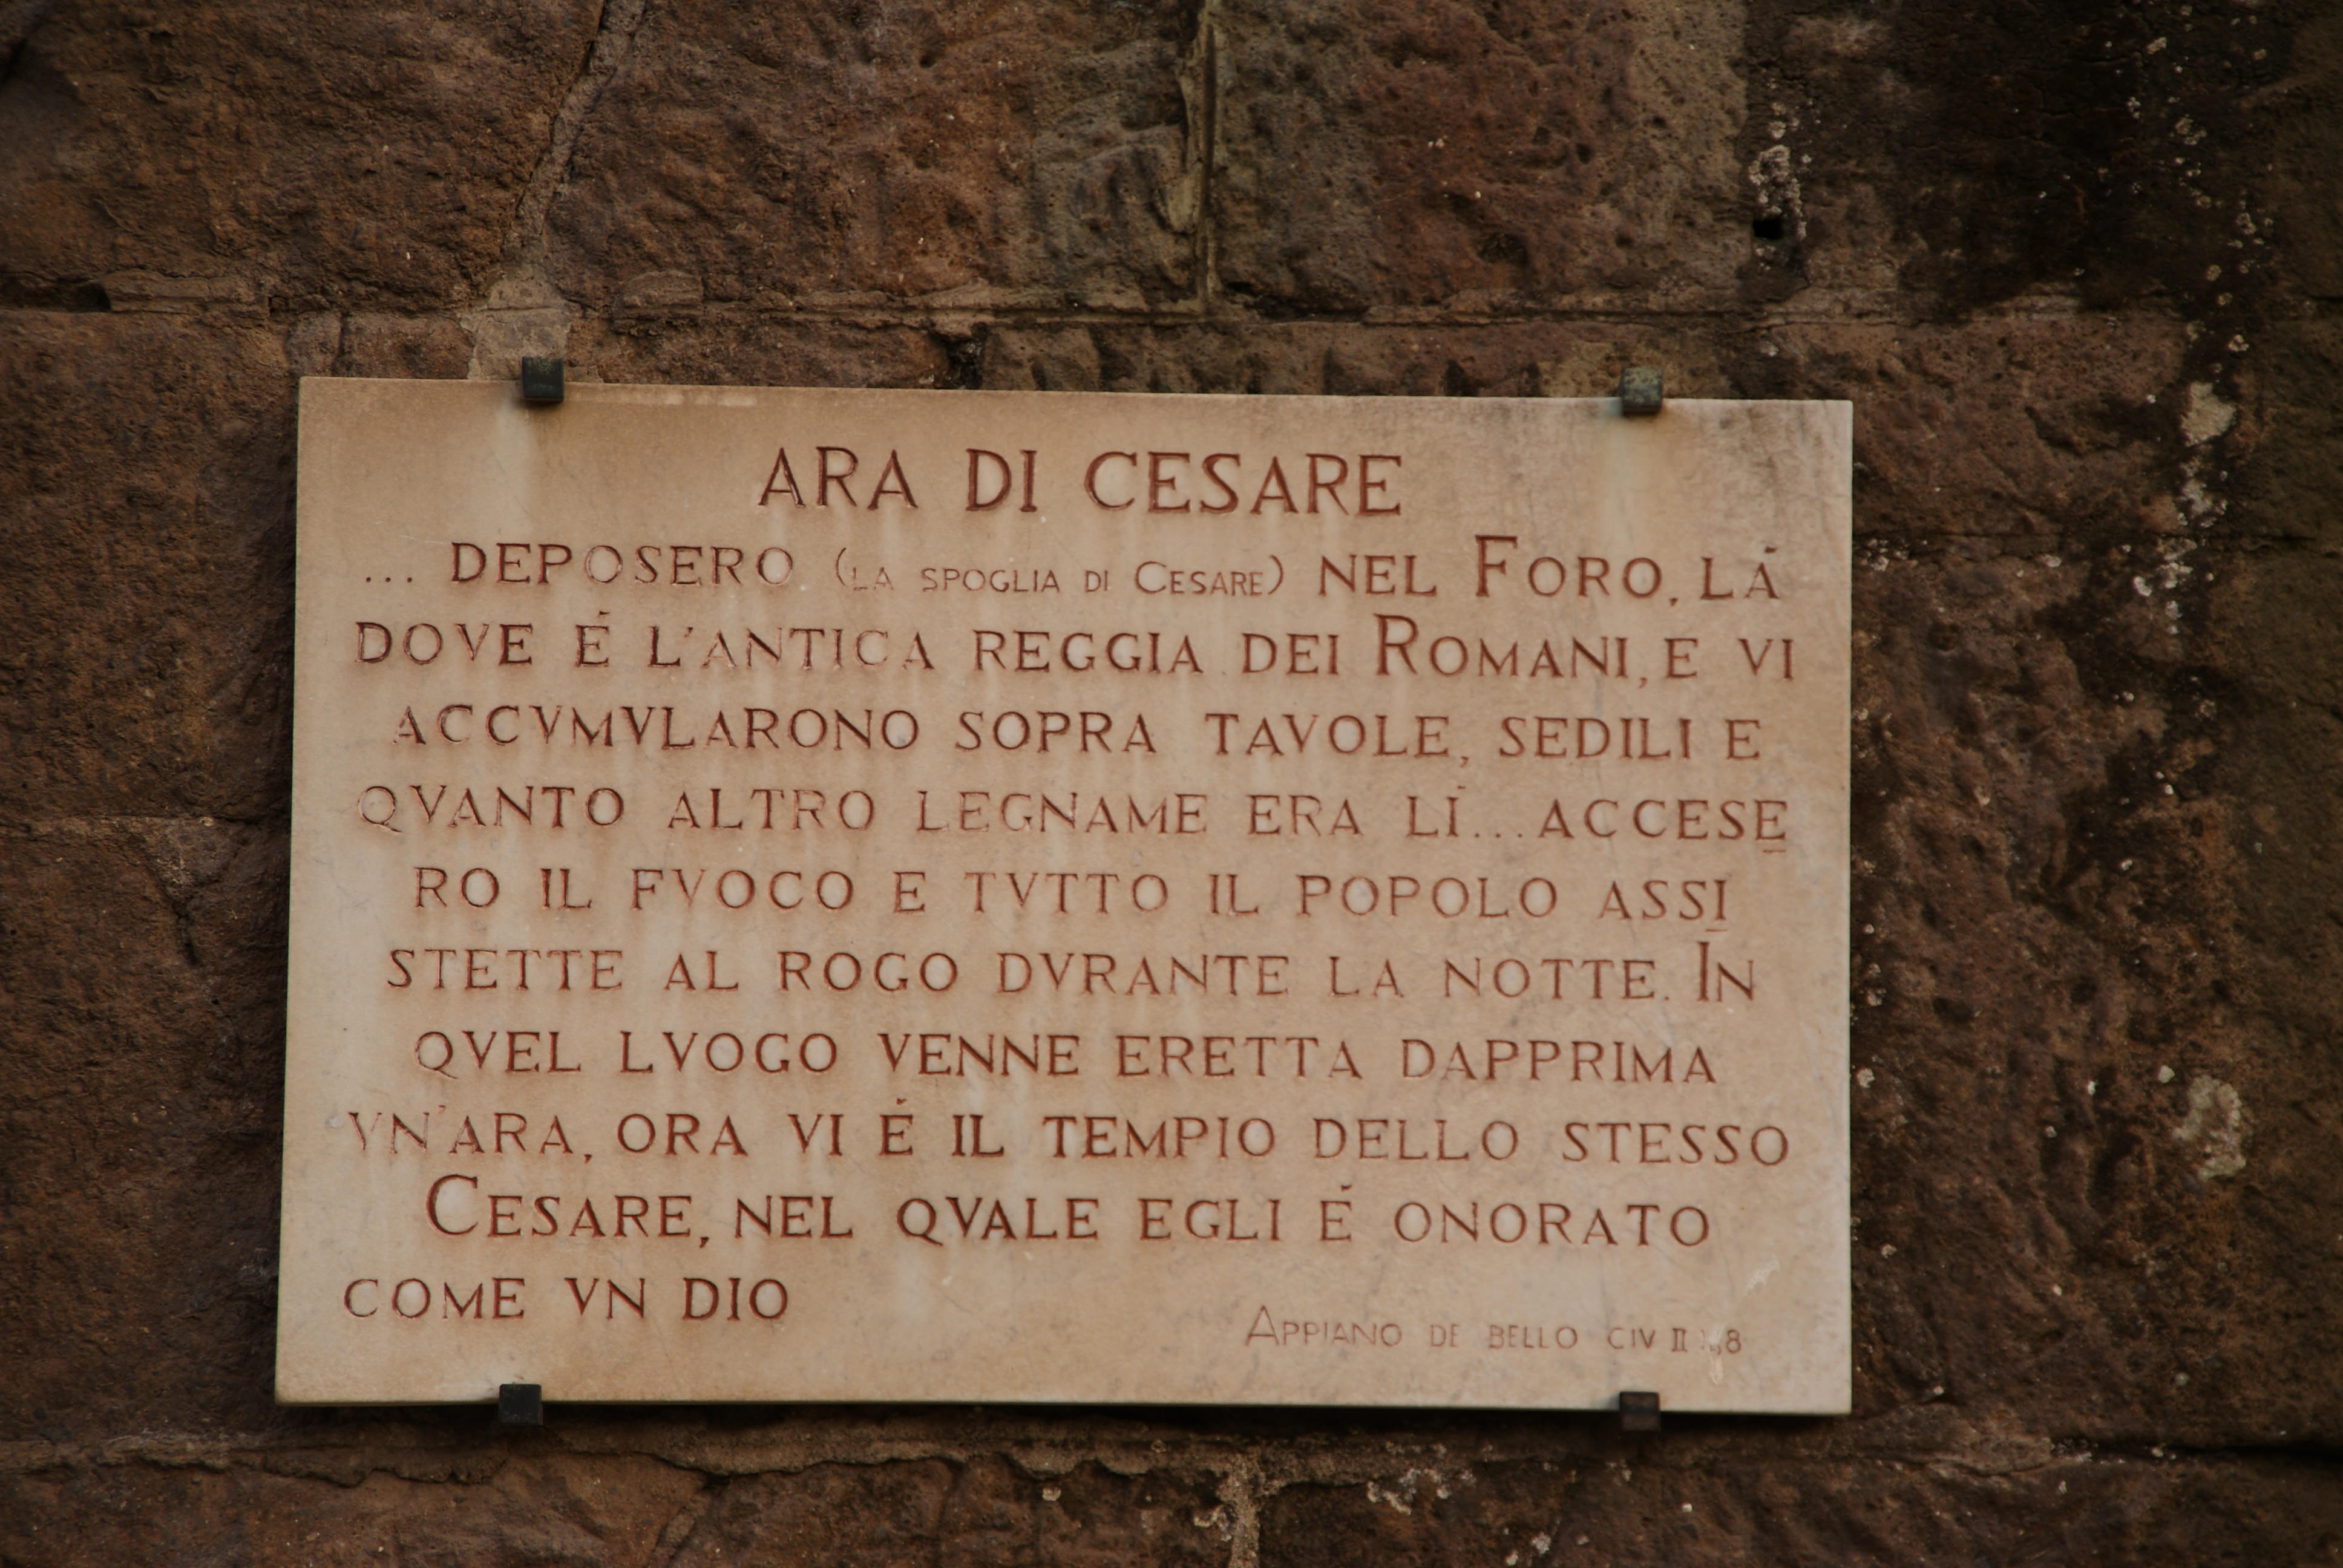 ARA DI CESARE
... DEPOSERO (LA SPOGLIA DI CESARE) NEL FORO, LÁ
DOVE É L'ANTICA REGGIA DEI ROMANI, E VI
ACCVMVLARONO SOPRA TAVOLE, SEDILI E
QVANTO ALTRO LEGNAME ERA LÍ... ACCESE
RO IL FVOCO E TVTTO IL POPOLO ASSI
STETTE AL ROGO DVRANTE LA NOTTE. IN
QVEL LVOGO VENNE ERETTA DAPPRIMA
VN'ARA, ORA VI É IL TEMPIO DELLO STESSO
CESARE, NEL QVALE EGLI É ONORATO
COME VN DIO
APPIANO DE BELLO CIV II